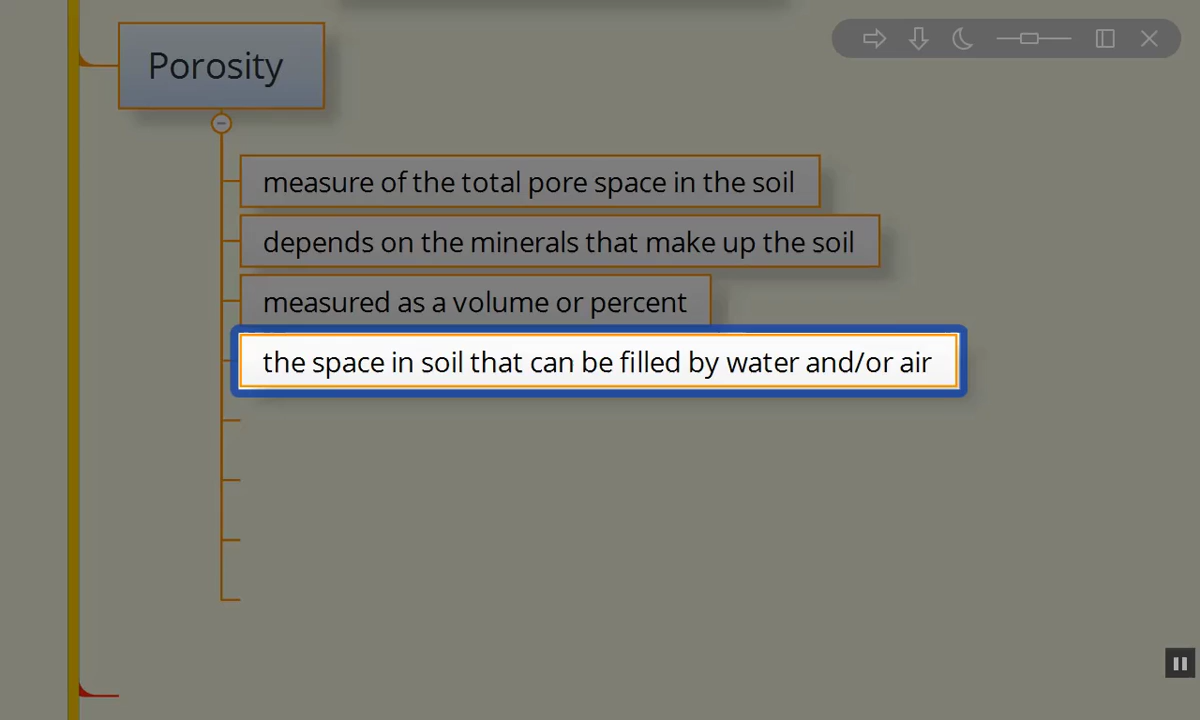 Porosity
measure of the total pore space in the soil
depends on the minerals that make up the soil
measured as a volume or percent
the space in soil that can be filled by water and/or air